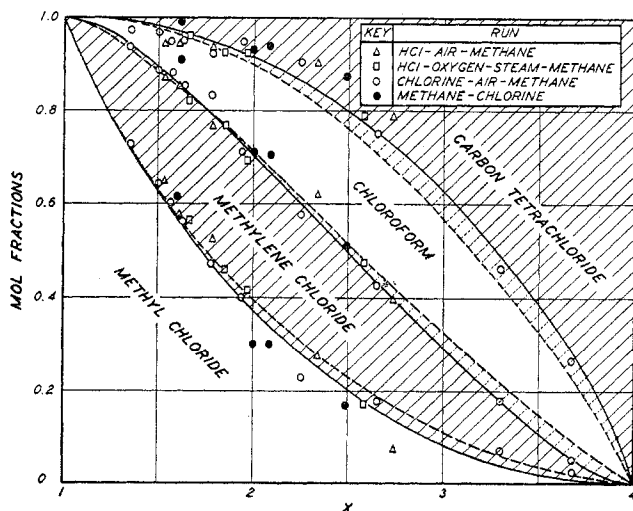 KEY RUN
HCl-AIR-METHANE
HCl-OXYGEN-STEAM-METHANE
CHLORINE-AIR-METHANE
METHANE-CHLORINE
MOL FRACTIONS
1.0
0.8
0.6
0.4
0.2
0
CARBON TETRACHLORIDE
CHLOROFORM
METHYLENE CHLORIDE
METHYL CHLORIDE
1 2 3 4
X